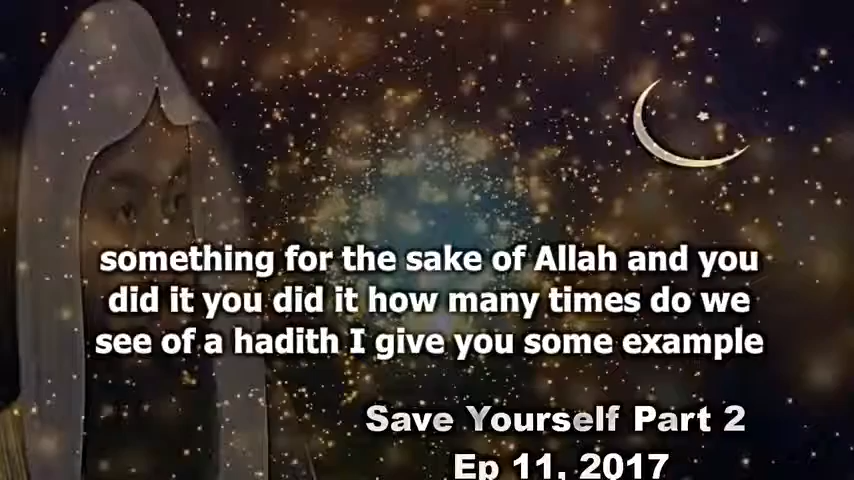 something for the sake of Allah and you
did it you did it how many times do we
see of a hadith I give you some example
Save Yourself Part 2
Ep 11, 2017